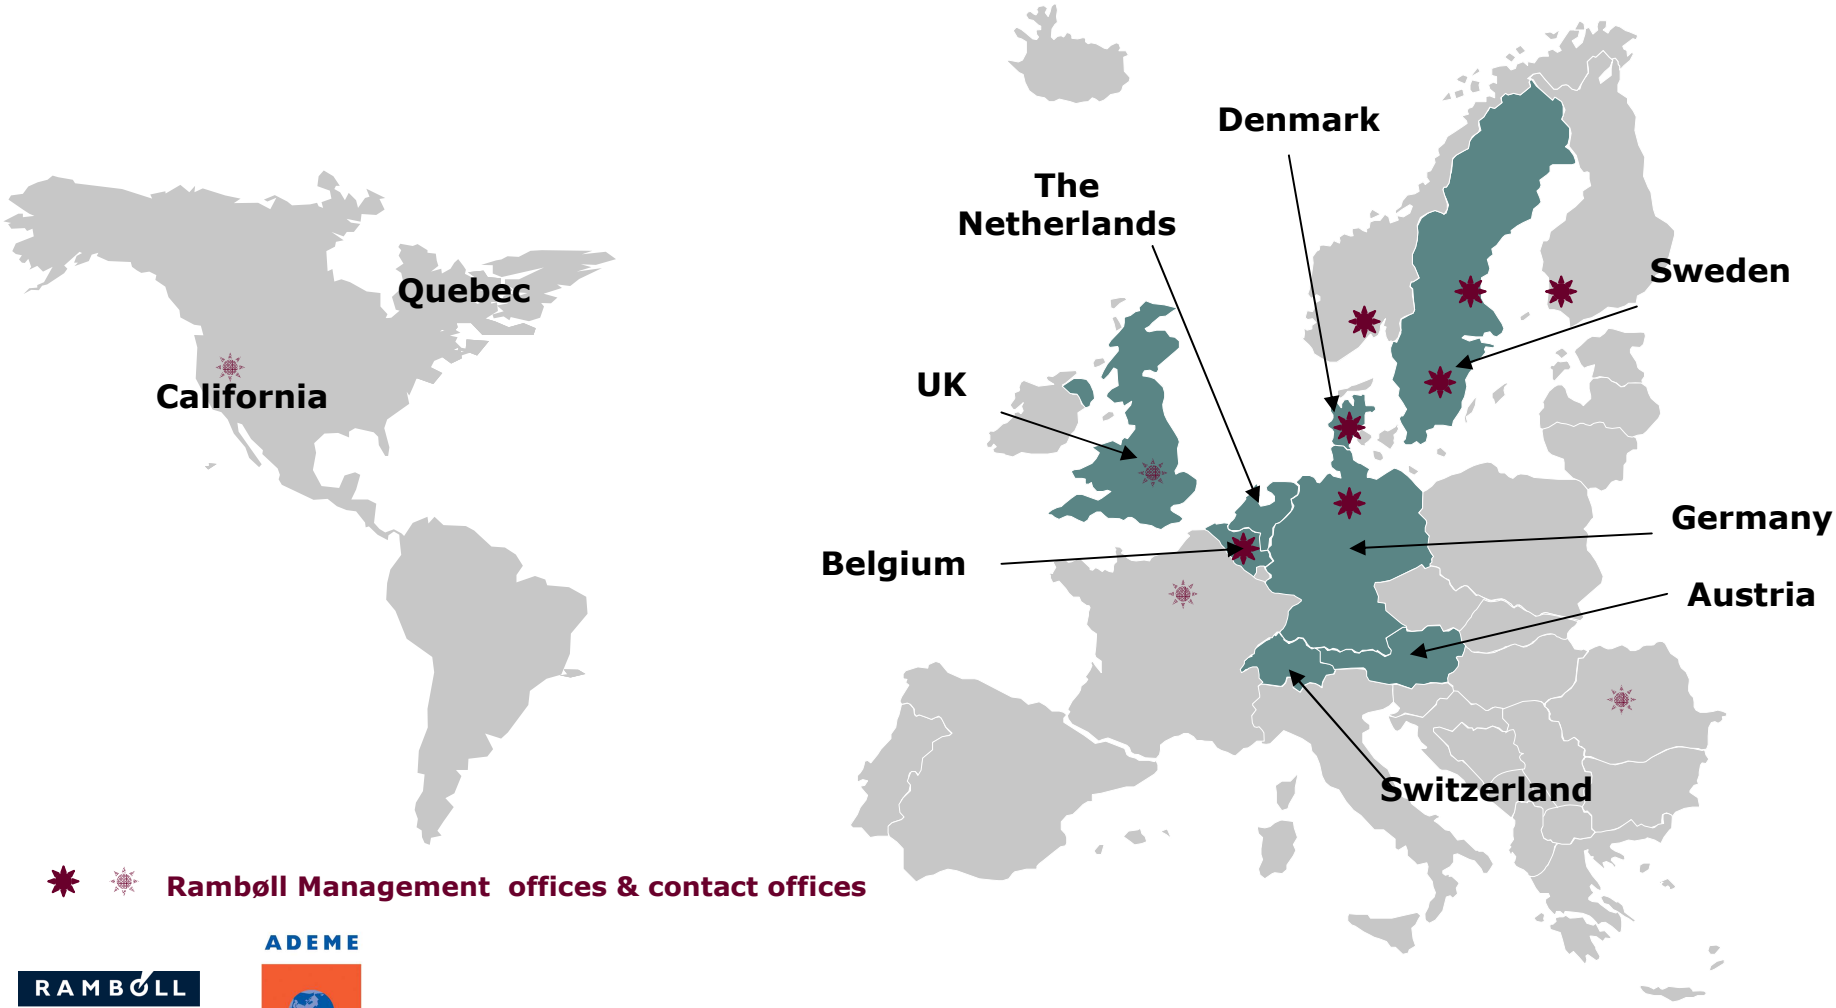 Denmark
The
Netherlands
Quebec
Sweden
California
UK
Germany
Belgium
Austria
Switzerland
Rambøll Management offices & contact offices
ADEME
RAMBØLL